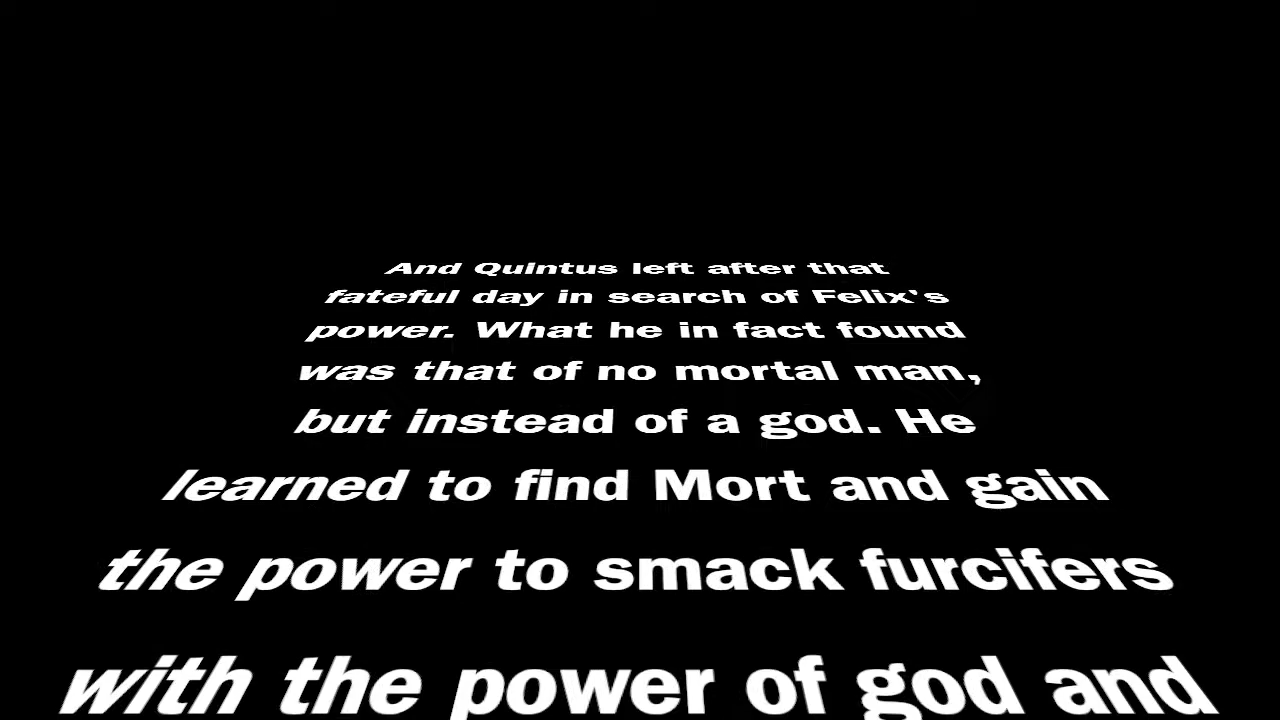 And Quintus left after that
fateful day in search of Felix's
power. What he in fact found
was that of no mortal man,
but instead of a god. He
learned to find Mort and gain
the power to smack furcifers
with the power of god and